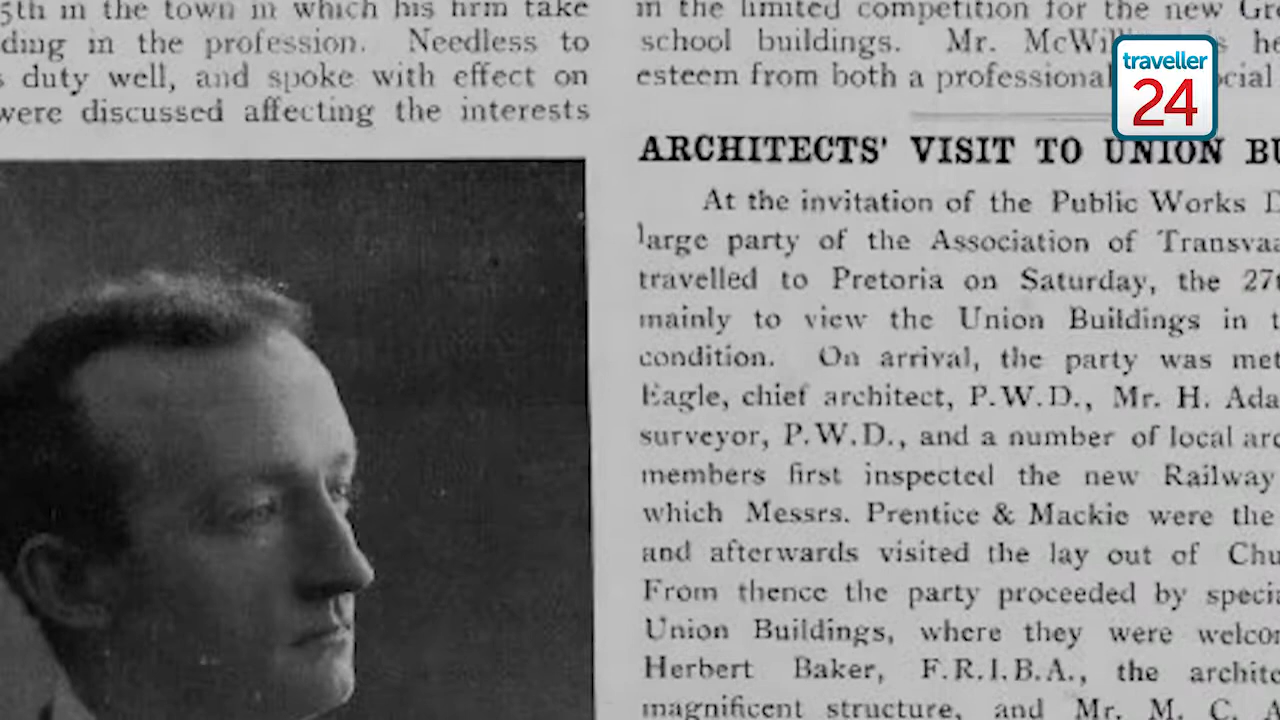 5th in the town in which his firm take
ding in the profession. Needless to
s duty well, and spoke with effect on
were discussed affecting the interests
in the limited competition for the new Gr
school buildings. Mr. he
esteem from both a professional ocial
traveller
24
ARCHITECTS' VISIT TO UNION BU
At the invitation of the Public Works D
large party of the Association of Transvaa
travelled to Pretoria on Saturday, the 27t
mainly to view the Union Buildings in t
condition. On arrival, the party was met
Eagle, chief architect, P.W.D., Mr. H. Ada
surveyor, P.W.D., and a number of local arc
members first inspected the new Railway
which Messrs. Prentice & Mackie were the
and afterwards visited the lay out of Chu
From thence the party proceeded by specia
Union Buildings, where they were welcom
Herbert Baker, F.R.I.B.A., the archite
magnificent structure, and Mr. M. C. A